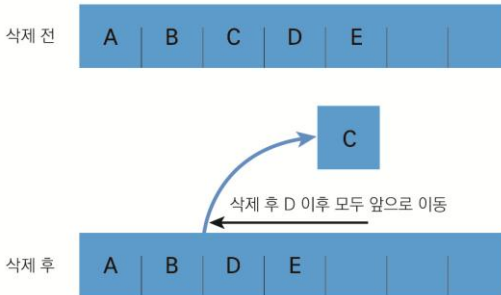 삭제 전 A B C D E
C
삭제 후 D 이후 모두 앞으로 이동
삭제 후 A B D E